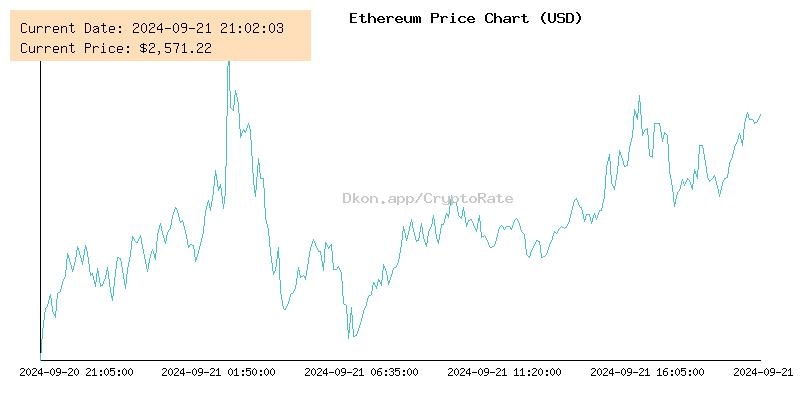 Ethereum Price Chart (USD)
Current Date: 2024-09-21 21:02:03
Current Price: $2,571.22
Dkon.app/CryptoRate
2024-09-20 21:05:00 2024-09-21 01:50:00 2024-09-21 06:35:00 2024-09-21 11:20:00 2024-09-21 16:05:00 2024-09-21